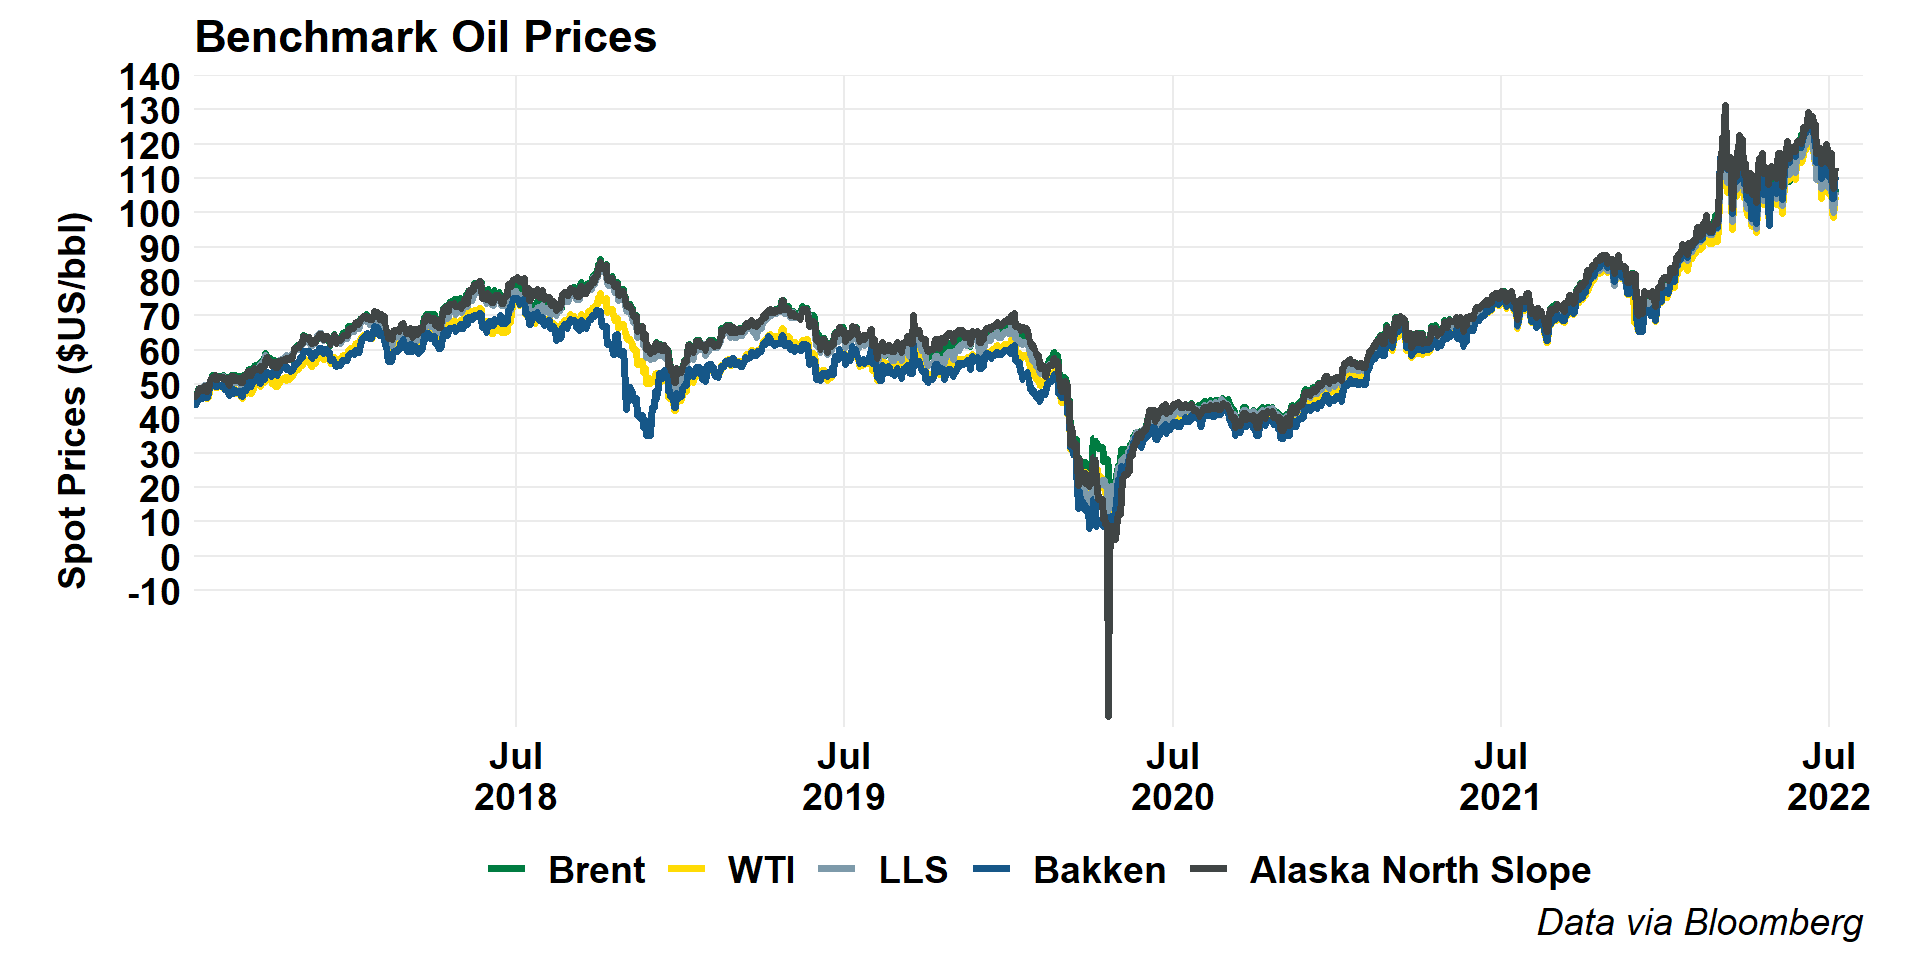 Benchmark Oil Prices
140
130
120
110
100
90
80
70
60
50
40
30
20
10
0
-10
Spot Prices ($US/bbl)
Jul Jul Jul Jul Jul
2018 2019 2020 2021 2022
Brent WTI LLS Bakken Alaska North Slope
Data via Bloomberg